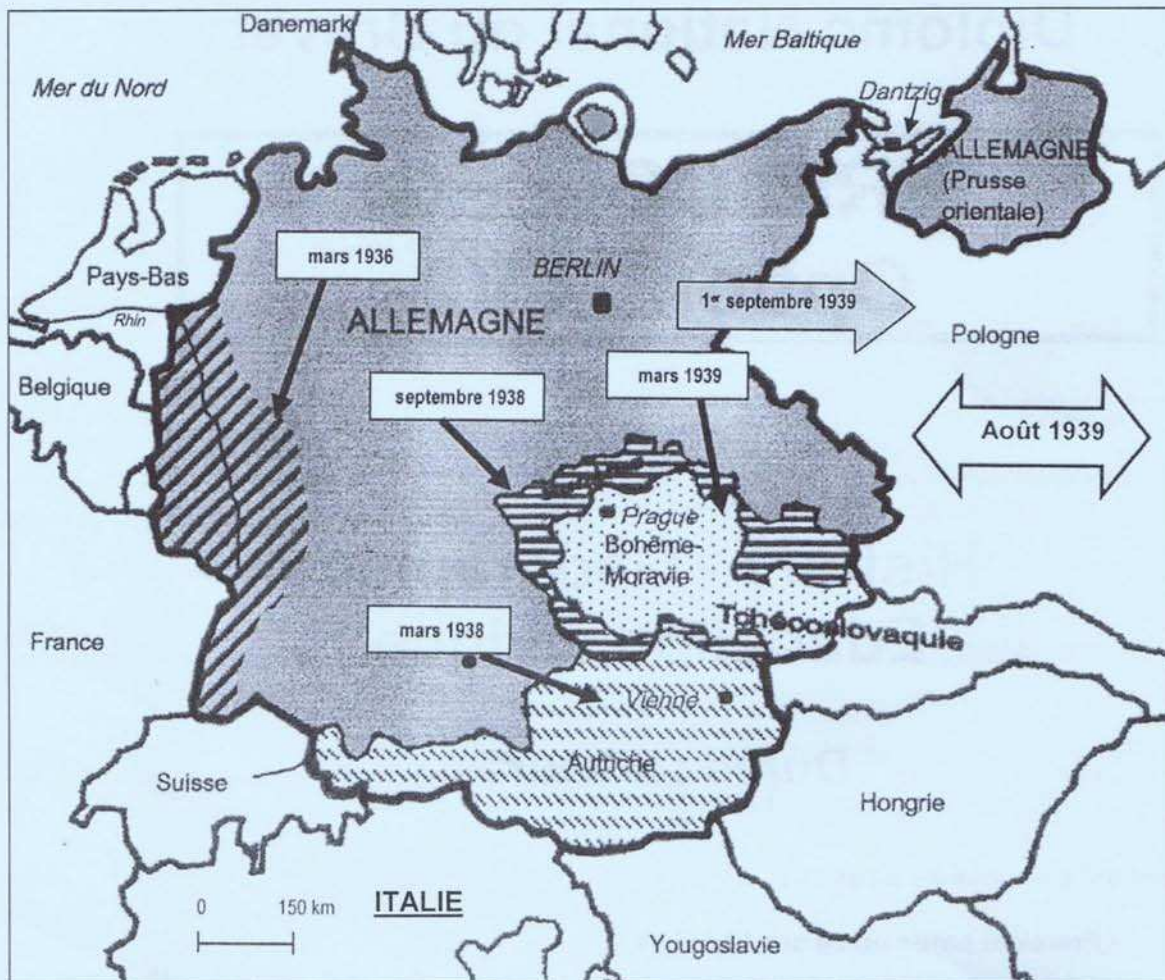 Danemark
Mer Baltique
Mer du Nord
Dantzig
ALLEMAGNE
(Prusse
orientale)
mars 1936
Pays-Bas
BERLIN
1er septembre 1939
Rhin
ALLEMAGNE
Pologne
Belgique
mars 1939
septembre 1938
Août 1939
Prague
Bohême-
Moravie
Tchécoslovaquie
France
mars 1938
Vienne
Autriche
Suisse
Hongrie
0 150 km
ITALIE
Yougoslavie